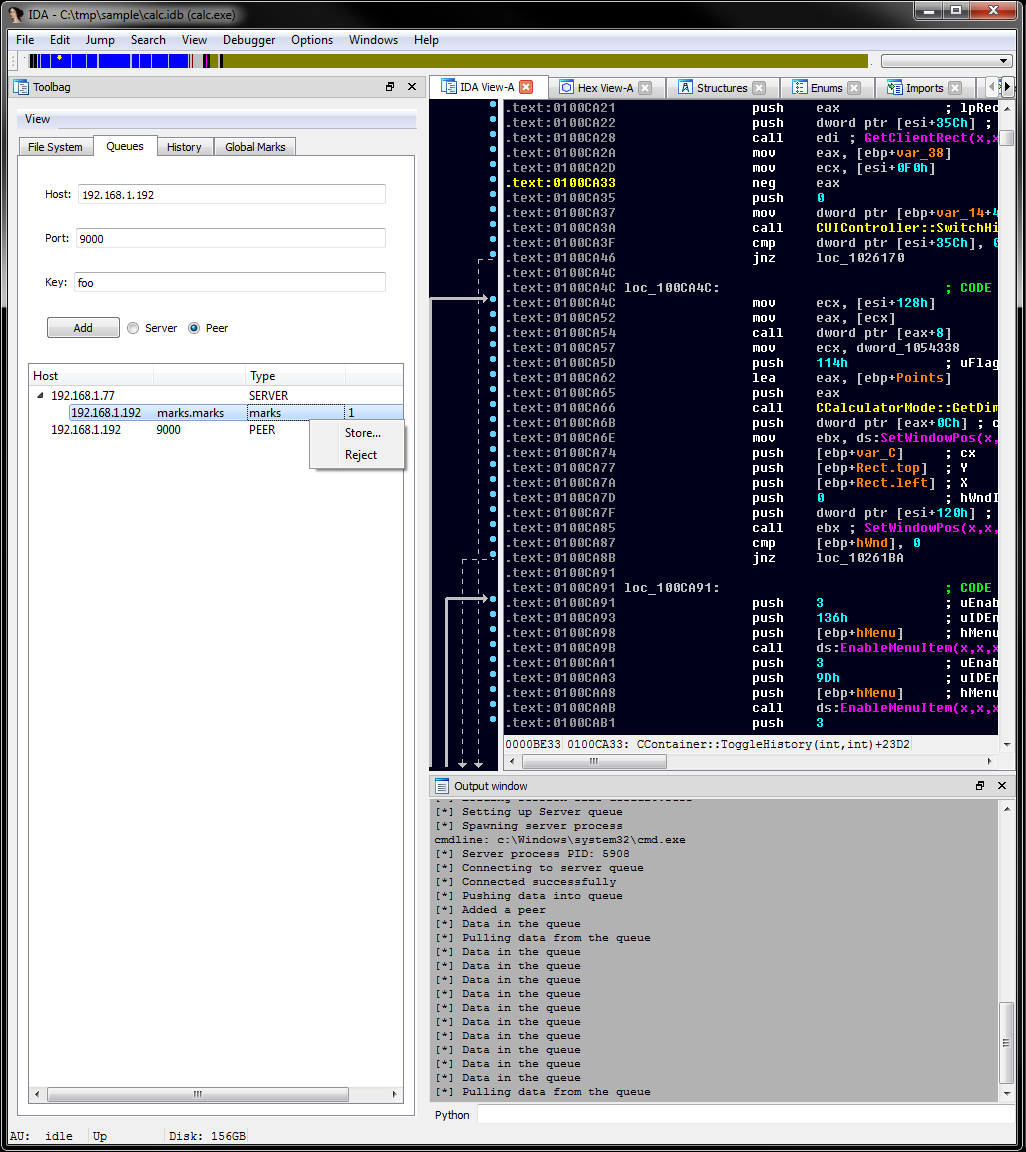 IDA - C:\tmp\sample\calc.idb (calc.exe)
File Edit Jump Search View Debugger Options Windows Help
Toolbag
View
File System Queues History Global Marks
Host: 192.168.1.192
Port: 9000
Key: foo
Add Server Peer
Host Type
192.168.1.77 SERVER
192.168.1.192 marks.marks marks 1
192.168.1.192 9000 PEER
Store...
Reject
IDA View-A Hex View-A Structures Enums Imports
.text:0100CA21 push eax ; lpRec
.text:0100CA22 push dword ptr [esi+35Ch] ;
.text:0100CA28 call edi ; GetClientRect(x,x
.text:0100CA2A mov eax, [ebp+var_38]
.text:0100CA2D mov ecx, [esi+0F0h]
.text:0100CA33 neg eax
.text:0100CA35 push 0
.text:0100CA37 mov dword ptr [ebp+var_14+4
.text:0100CA3A call CUIController::SwitchHi
.text:0100CA3F cmp dword ptr [esi+35Ch], 0
.text:0100CA46 jnz loc_1026170
.text:0100CA4C
.text:0100CA4C loc_100CA4C: ; CODE
.text:0100CA4C mov ecx, [esi+128h]
.text:0100CA52 mov eax, [ecx]
.text:0100CA54 call dword ptr [eax+8]
.text:0100CA57 mov ecx, dword_1054338
.text:0100CA5D push 114h ; uFlag
.text:0100CA62 lea eax, [ebp+Points]
.text:0100CA65 push eax
.text:0100CA66 call CCalculatorMode::GetDim
.text:0100CA6B push dword ptr [eax+0Ch] ; c
.text:0100CA6E mov ebx, ds:SetWindowPos(x,
.text:0100CA74 push [ebp+var_C] ; cx
.text:0100CA77 push [ebp+Rect.top] ; Y
.text:0100CA7A push [ebp+Rect.left] ; X
.text:0100CA7D push 0 ; hWndI
.text:0100CA7F push dword ptr [esi+120h] ;
.text:0100CA85 call ebx ; SetWindowPos(x,x,
.text:0100CA87 cmp [ebp+hWnd], 0
.text:0100CA8B jnz loc_10261BA
.text:0100CA91
.text:0100CA91 loc_100CA91: ; CODE
.text:0100CA91 push 3 ; uEnab
.text:0100CA93 push 136h ; uIDEn
.text:0100CA98 push [ebp+hMenu] ; hMenu
.text:0100CA9B call ds:EnableMenuItem(x,x,x
.text:0100CAA1 push 3 ; uEnab
.text:0100CAA3 push 9Dh ; uIDEn
.text:0100CAA8 push [ebp+hMenu] ; hMenu
.text:0100CAAB call ds:EnableMenuItem(x,x,x
.text:0100CAB1 push 3
0000BE33 0100CA33: CContainer::ToggleHistory(int,int)+23D2
Output window
[*] Setting up Server queue
[*] Spawning server process
cmdline: c:\Windows\system32\cmd.exe
[*] Server process PID: 5908
[*] Connecting to server queue
[*] Connected successfully
[*] Pushing data into queue
[*] Added a peer
[*] Data in the queue
[*] Pulling data from the queue
[*] Data in the queue
[*] Data in the queue
[*] Data in the queue
[*] Data in the queue
[*] Data in the queue
[*] Data in the queue
[*] Data in the queue
[*] Data in the queue
[*] Data in the queue
[*] Data in the queue
[*] Pulling data from the queue
Python
AU: idle Up Disk: 156GB